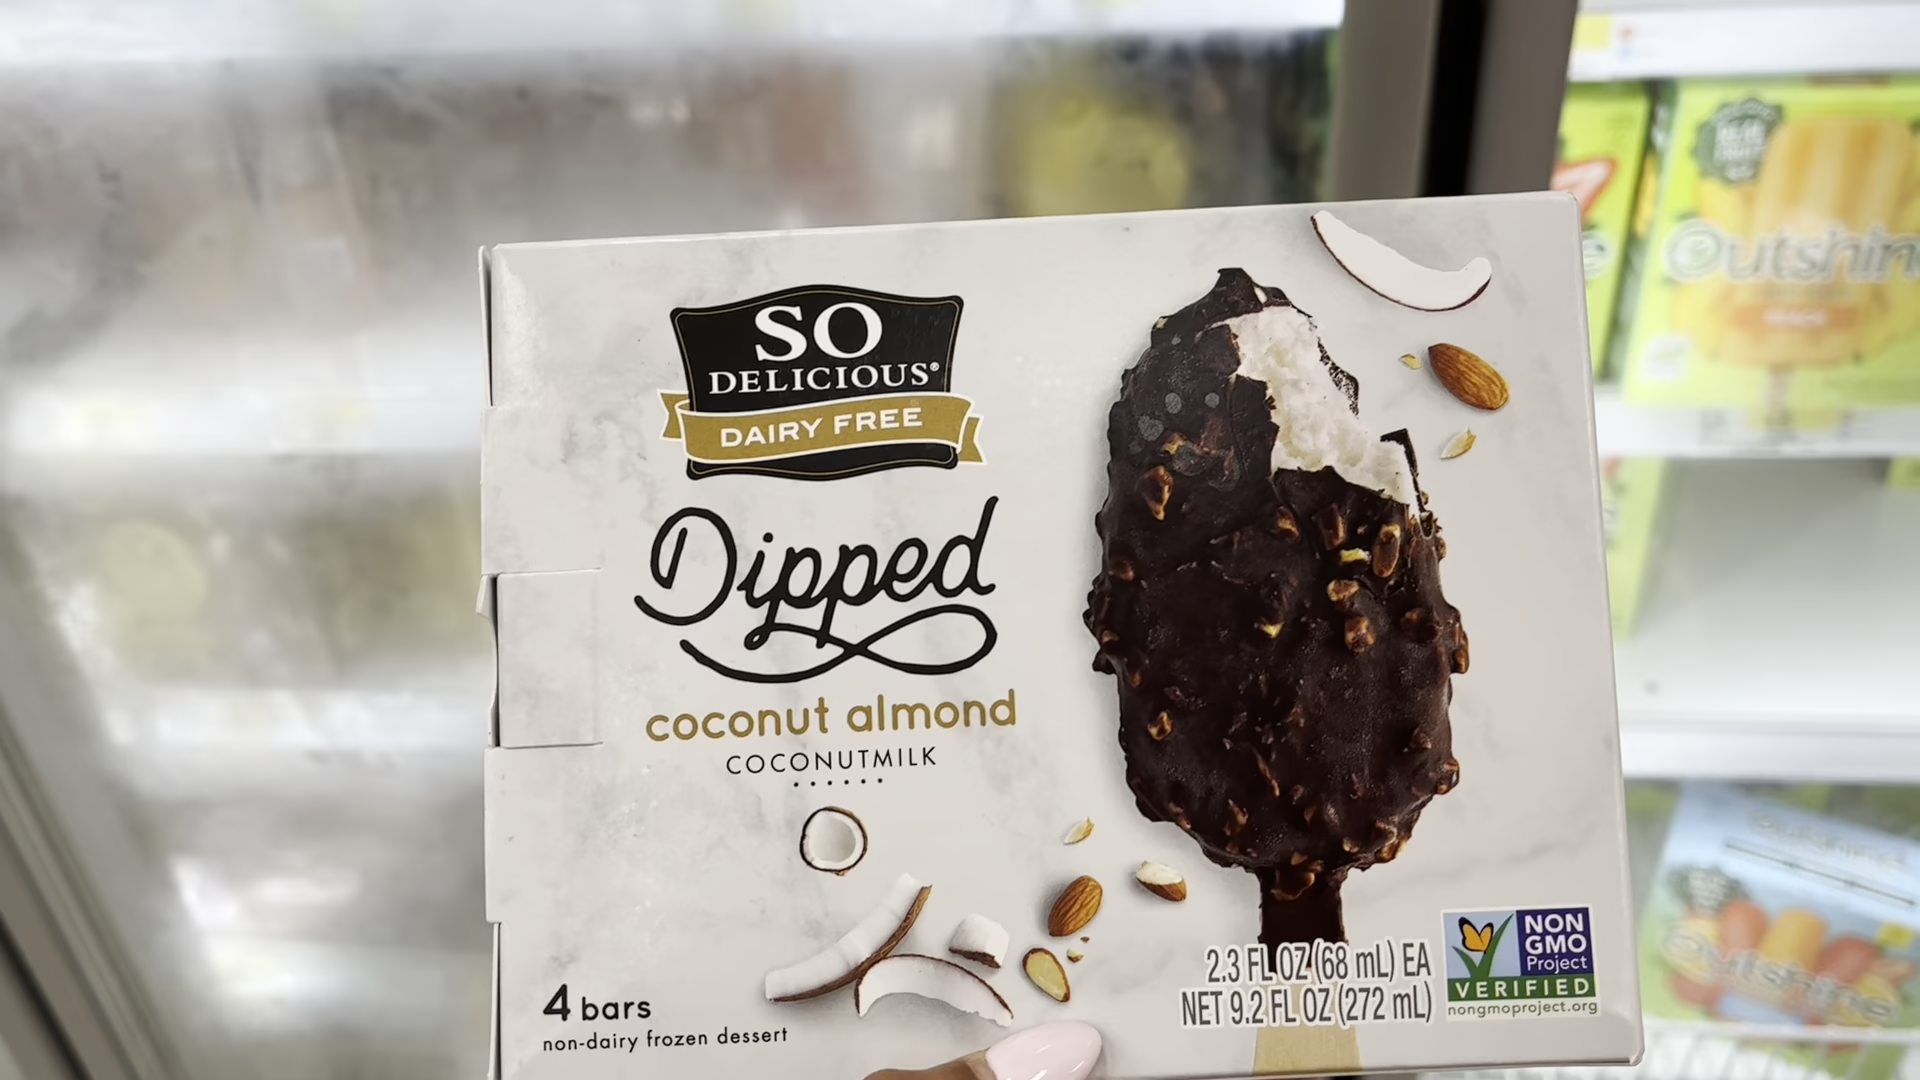 SO
DELICIOUS®
DAIRY FREE
Dipped
coconut almond
COCONUTMILK
4 bars
non-dairy frozen dessert
2.3 FL OZ (68 mL) EA
NET 9.2 FL OZ (272 mL)
NON
GMO
Project
VERIFIED
nongmoproject.org
Outshine
Outshine